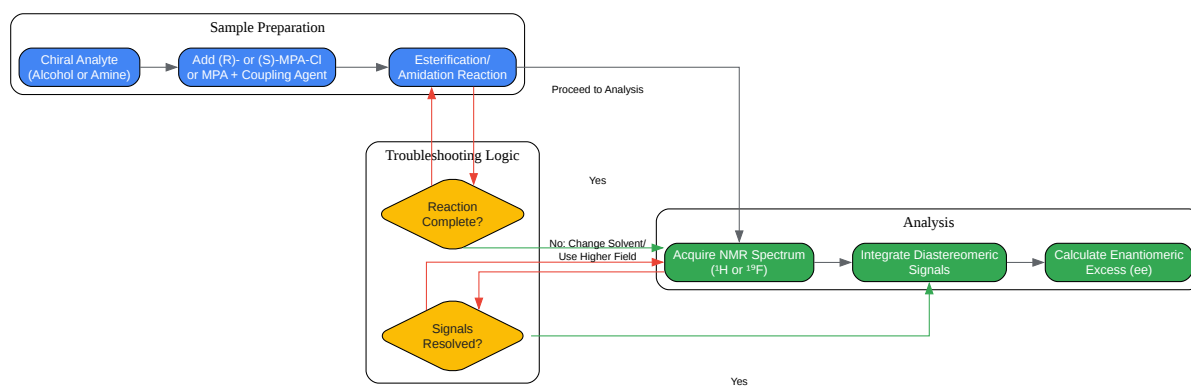 Sample Preparation
Chiral Analyte
(Alcohol or Amine)
Add (R)- or (S)-MPA-Cl
or MPA + Coupling Agent
Esterification/
Amidation Reaction
Proceed to Analysis
Troubleshooting Logic
Reaction
Complete?
Yes
No: Change Solvent/
Use Higher Field
Signals
Resolved?
Yes
Analysis
Acquire NMR Spectrum
(¹H or ¹⁹F)
Integrate Diastereomeric
Signals
Calculate Enantiomeric
Excess (ee)